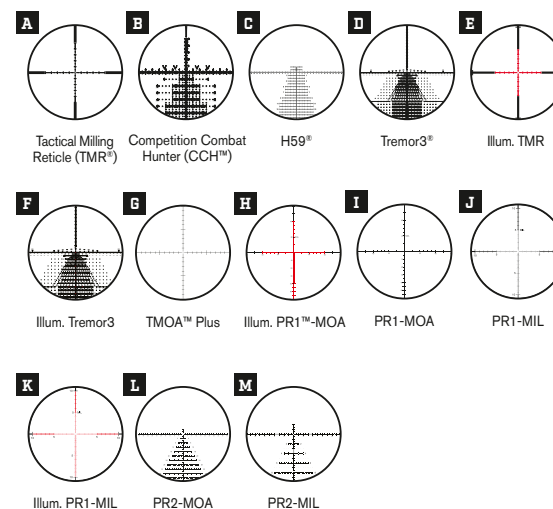 A B C D E
Tactical Milling Competition Combat H59® Tremor3® Illum. TMR
Reticle (TMR®) Hunter (CCH™)
F G H I J
Illum. Tremor3 TMOA™ Plus Illum. PR1™-MOA PR1-MOA PR1-MIL
K L M
Illum. PR1-MIL PR2-MOA PR2-MIL